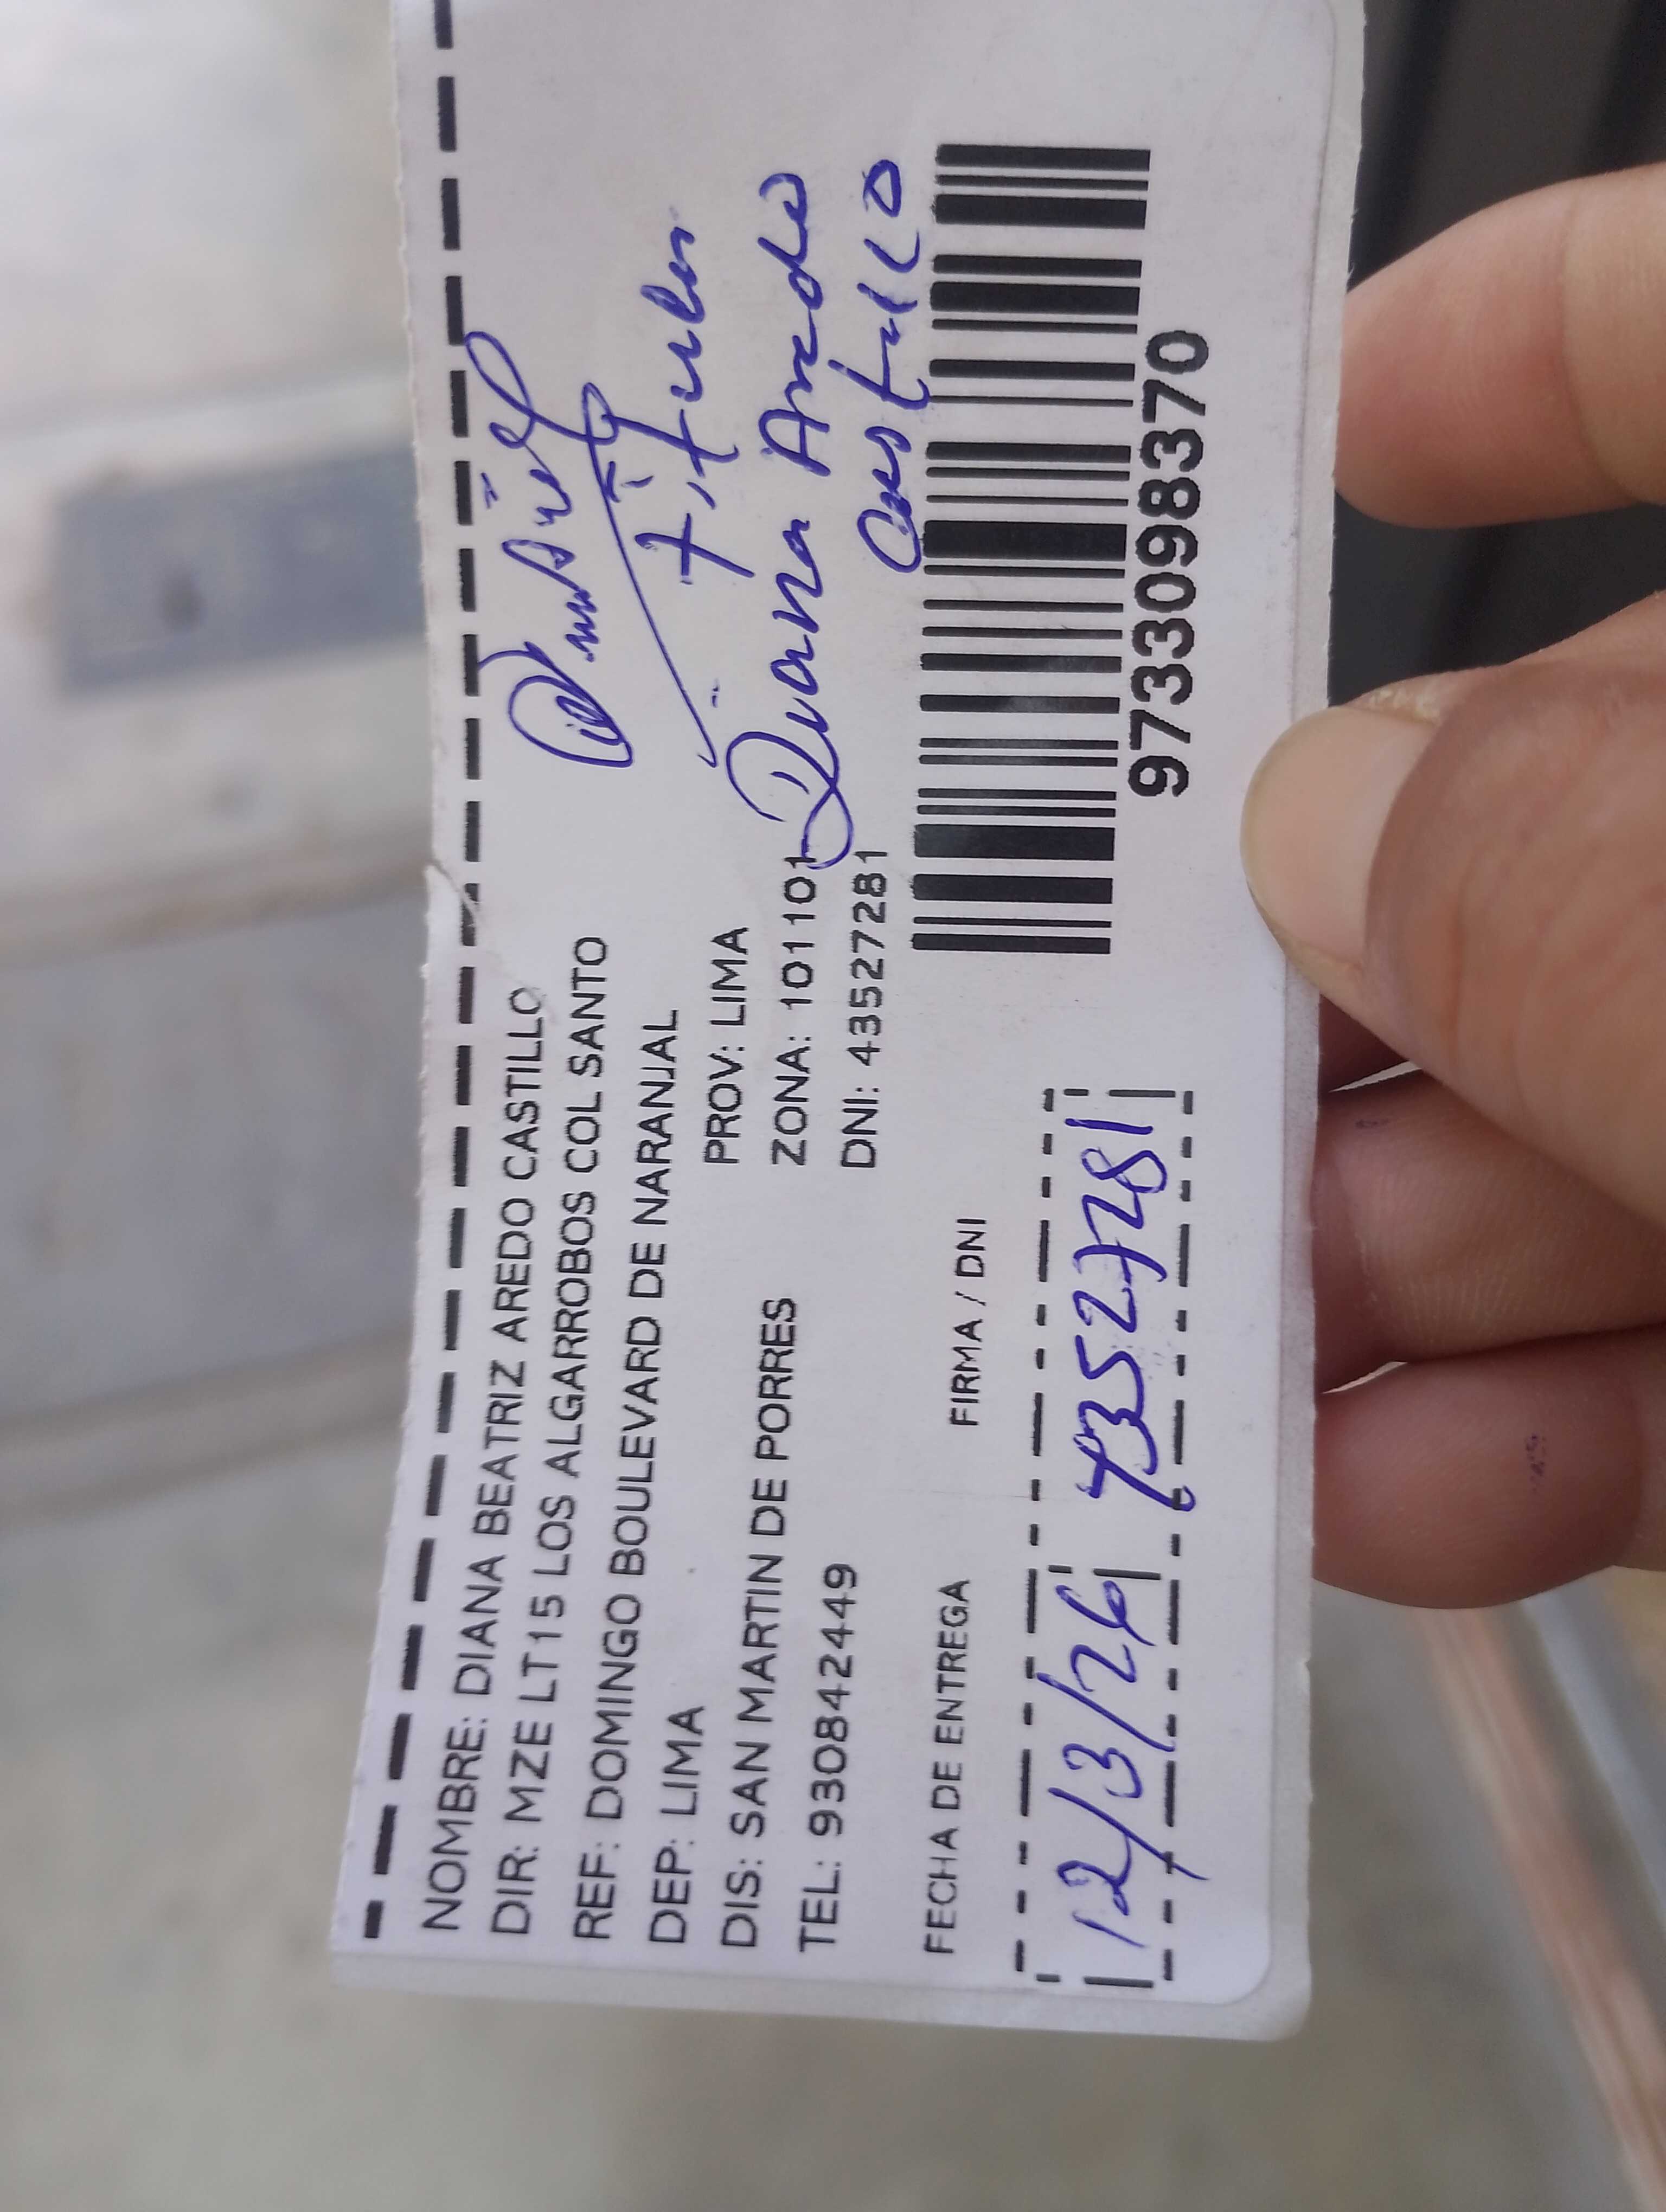 NOMBRE: DIANA BEATRIZ AREDO CASTILLO
DIR: MZE LT15 LOS ALGARROBOS COL SANTO
REF: DOMINGO BOULEVARD DE NARANJAL
DEP: LIMA PROV: LIMA
DIS: SAN MARTIN DE PORRES ZONA: 101101
TEL: 930842449 DNI: 43527281
Titular
Diana Aredo
Castillo
FECHA DE ENTREGA FIRMA / DNI
12/3/26 43527281
9733098370